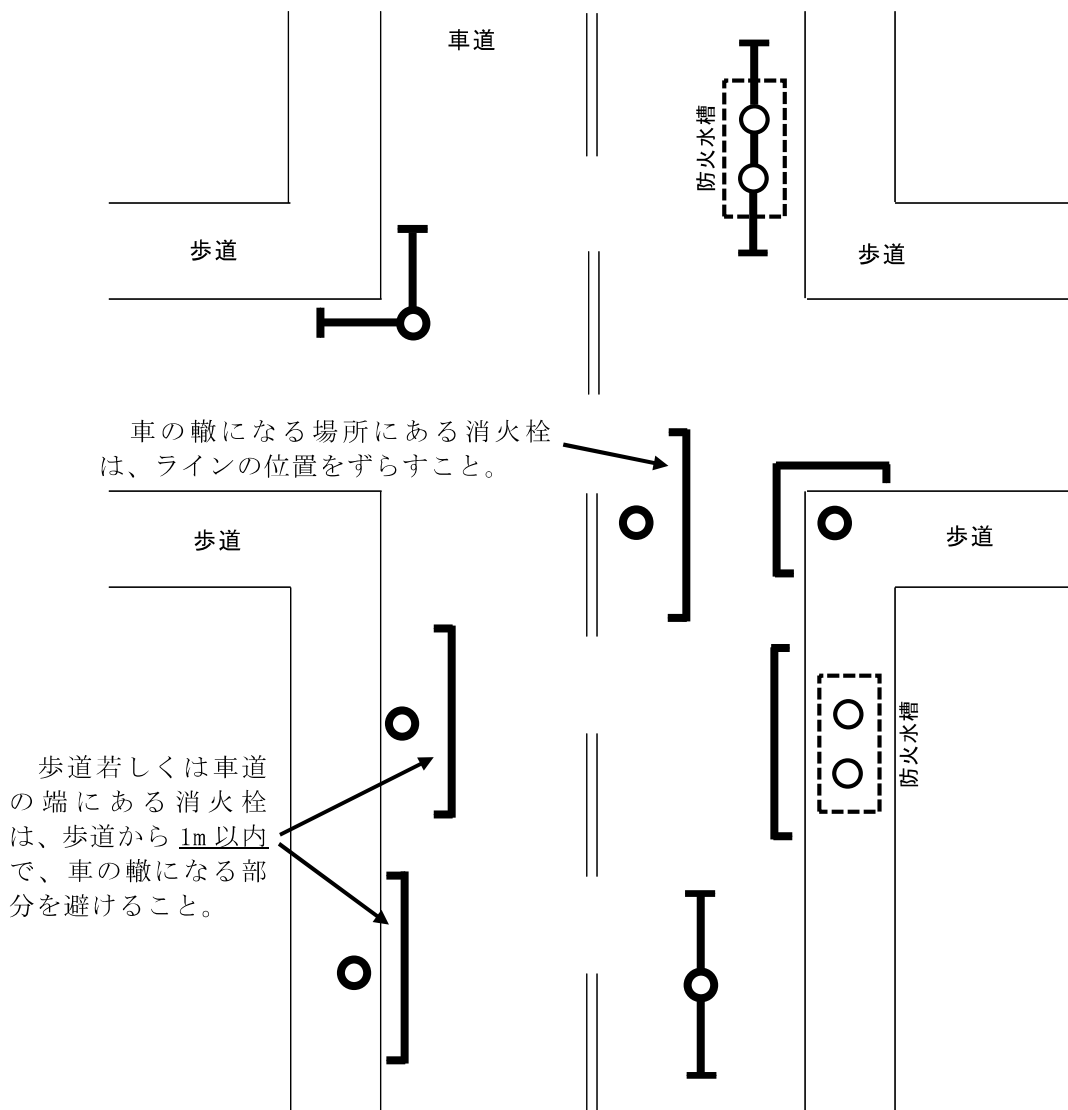 車道
防火水槽
歩道
歩道
車の轍になる場所にある消火栓
は、ラインの位置をずらすこと。
歩道
歩道
防火水槽
歩道若しくは車道
の端にある消火栓
は、歩道から 1m 以内
で、車の轍になる部
分を避けること。